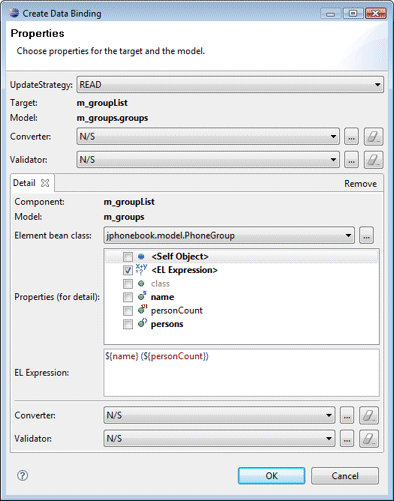 Create Data Binding
Properties
Choose properties for the target and the model.
UpdateStrategy: READ
Target: m_groupList
Model: m_groups.groups
Converter: N/S ...
Validator: N/S ...
Detail Remove
Component: m_groupList
Model: m_groups
Element bean class: jphonebook.model.PhoneGroup ...
Properties (for detail):
<Self Object>
X+Y =? <EL Expression>
class
name
personCount
persons
EL Expression: ${name} (${personCount})
Converter: N/S ...
Validator: N/S ...
? OK Cancel